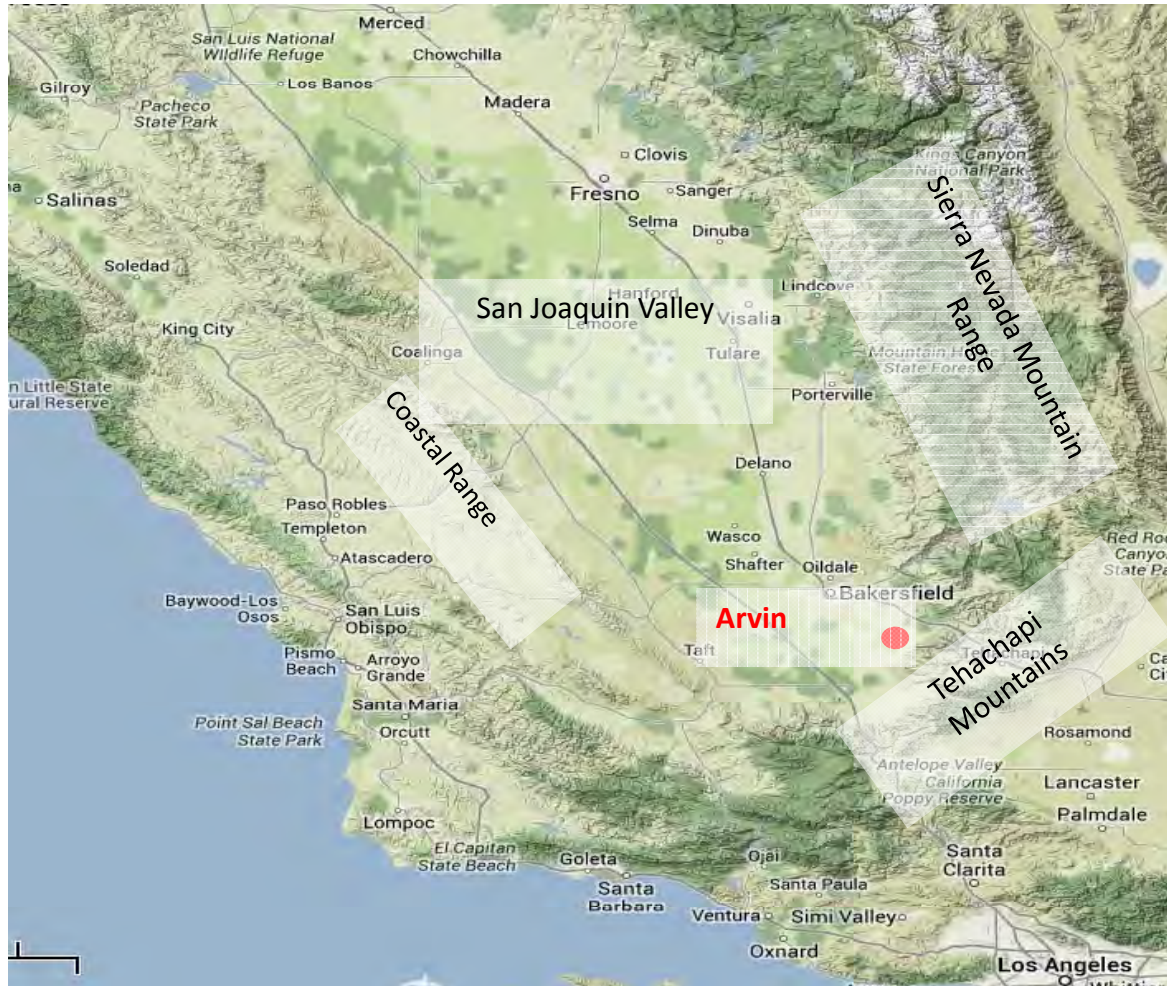 Merced
San Luis National
Wildlife Refuge
Chowchilla
Gilroy
Los Banos
Pacheco
State Park
Madera
Clovis
Kings Canyon
National Park
Fresno
Sanger
Salinas
Selma
Dinuba
Sierra Nevada Mountain
Range
Soledad
Hanford
Lindcove
San Joaquin Valley
Lemoore
Visalia
King City
Coalinga
Tulare
State Forest
n Little State
ural Reserve
Porterville
Coastal Range
Delano
Paso Robles
Templeton
Wasco
Shafter
Oildale
Atascadero
Bakersfield
Baywood-Los
Osos
San Luis
Obispo
Arvin
Taft
Tehachapi
Tehachapi
Mountains
Pismo
Beach
Arroyo
Grande
Santa Maria
Orcutt
Point Sal Beach
State Park
Rosamond
Antelope Valley
California
Poppy Reserve
Lancaster
Palmdale
Lompoc
El Capitan
State Beach
Goleta
Santa
Barbara
Ojai
Santa Paula
Santa
Clarita
Ventura
Simi Valley
Oxnard
Los Angeles